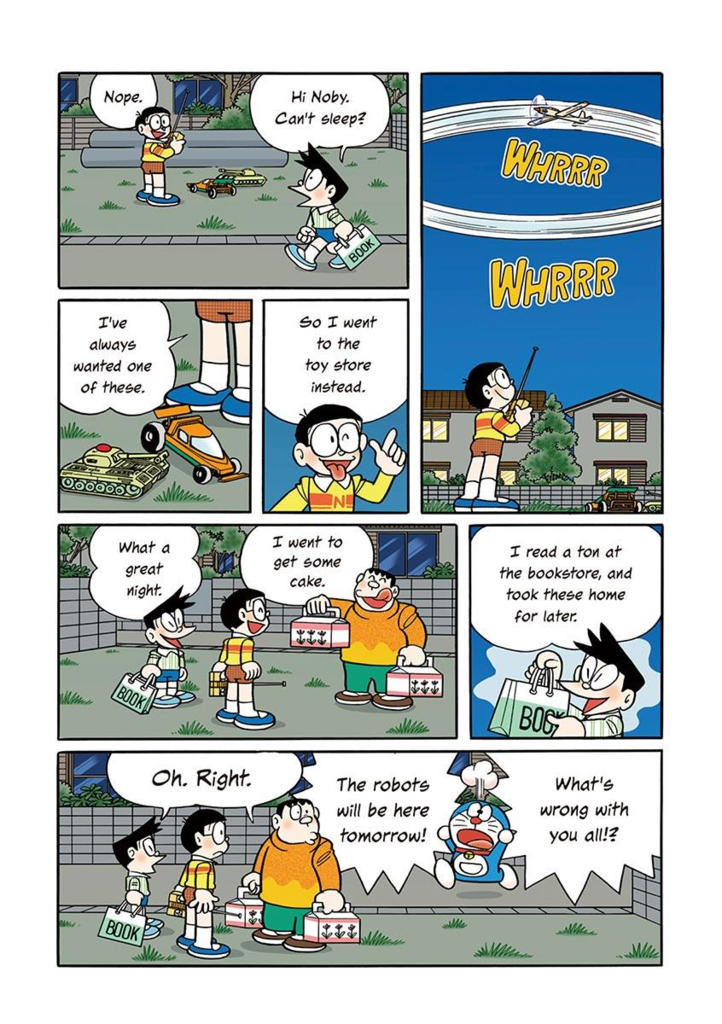 WHRRR
WHRRR
Hi Noby.
Can't sleep?
Nope.
BOOK
So I went
to the
toy store
instead.
N
I've
always
wanted one
of these.
I read a ton at
the bookstore, and
took these home
for later.
BOOK
I went to
get some
cake.
What a
great
night.
BOOK
What's
wrong with
you all!?
The robots
will be here
tomorrow!
Oh. Right.
BOOK